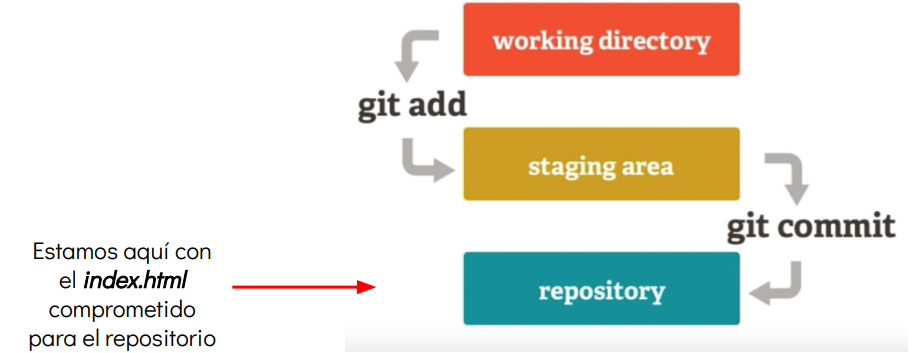 working directory
git add
staging area
git commit
Estamos aquí con
el index.html
comprometido
para el repositorio
repository